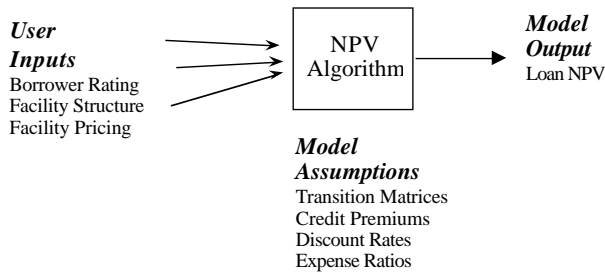 User
Inputs
Borrower Rating
Facility Structure
Facility Pricing
NPV
Algorithm
Model
Output
Loan NPV
Model
Assumptions
Transition Matrices
Credit Premiums
Discount Rates
Expense Ratios